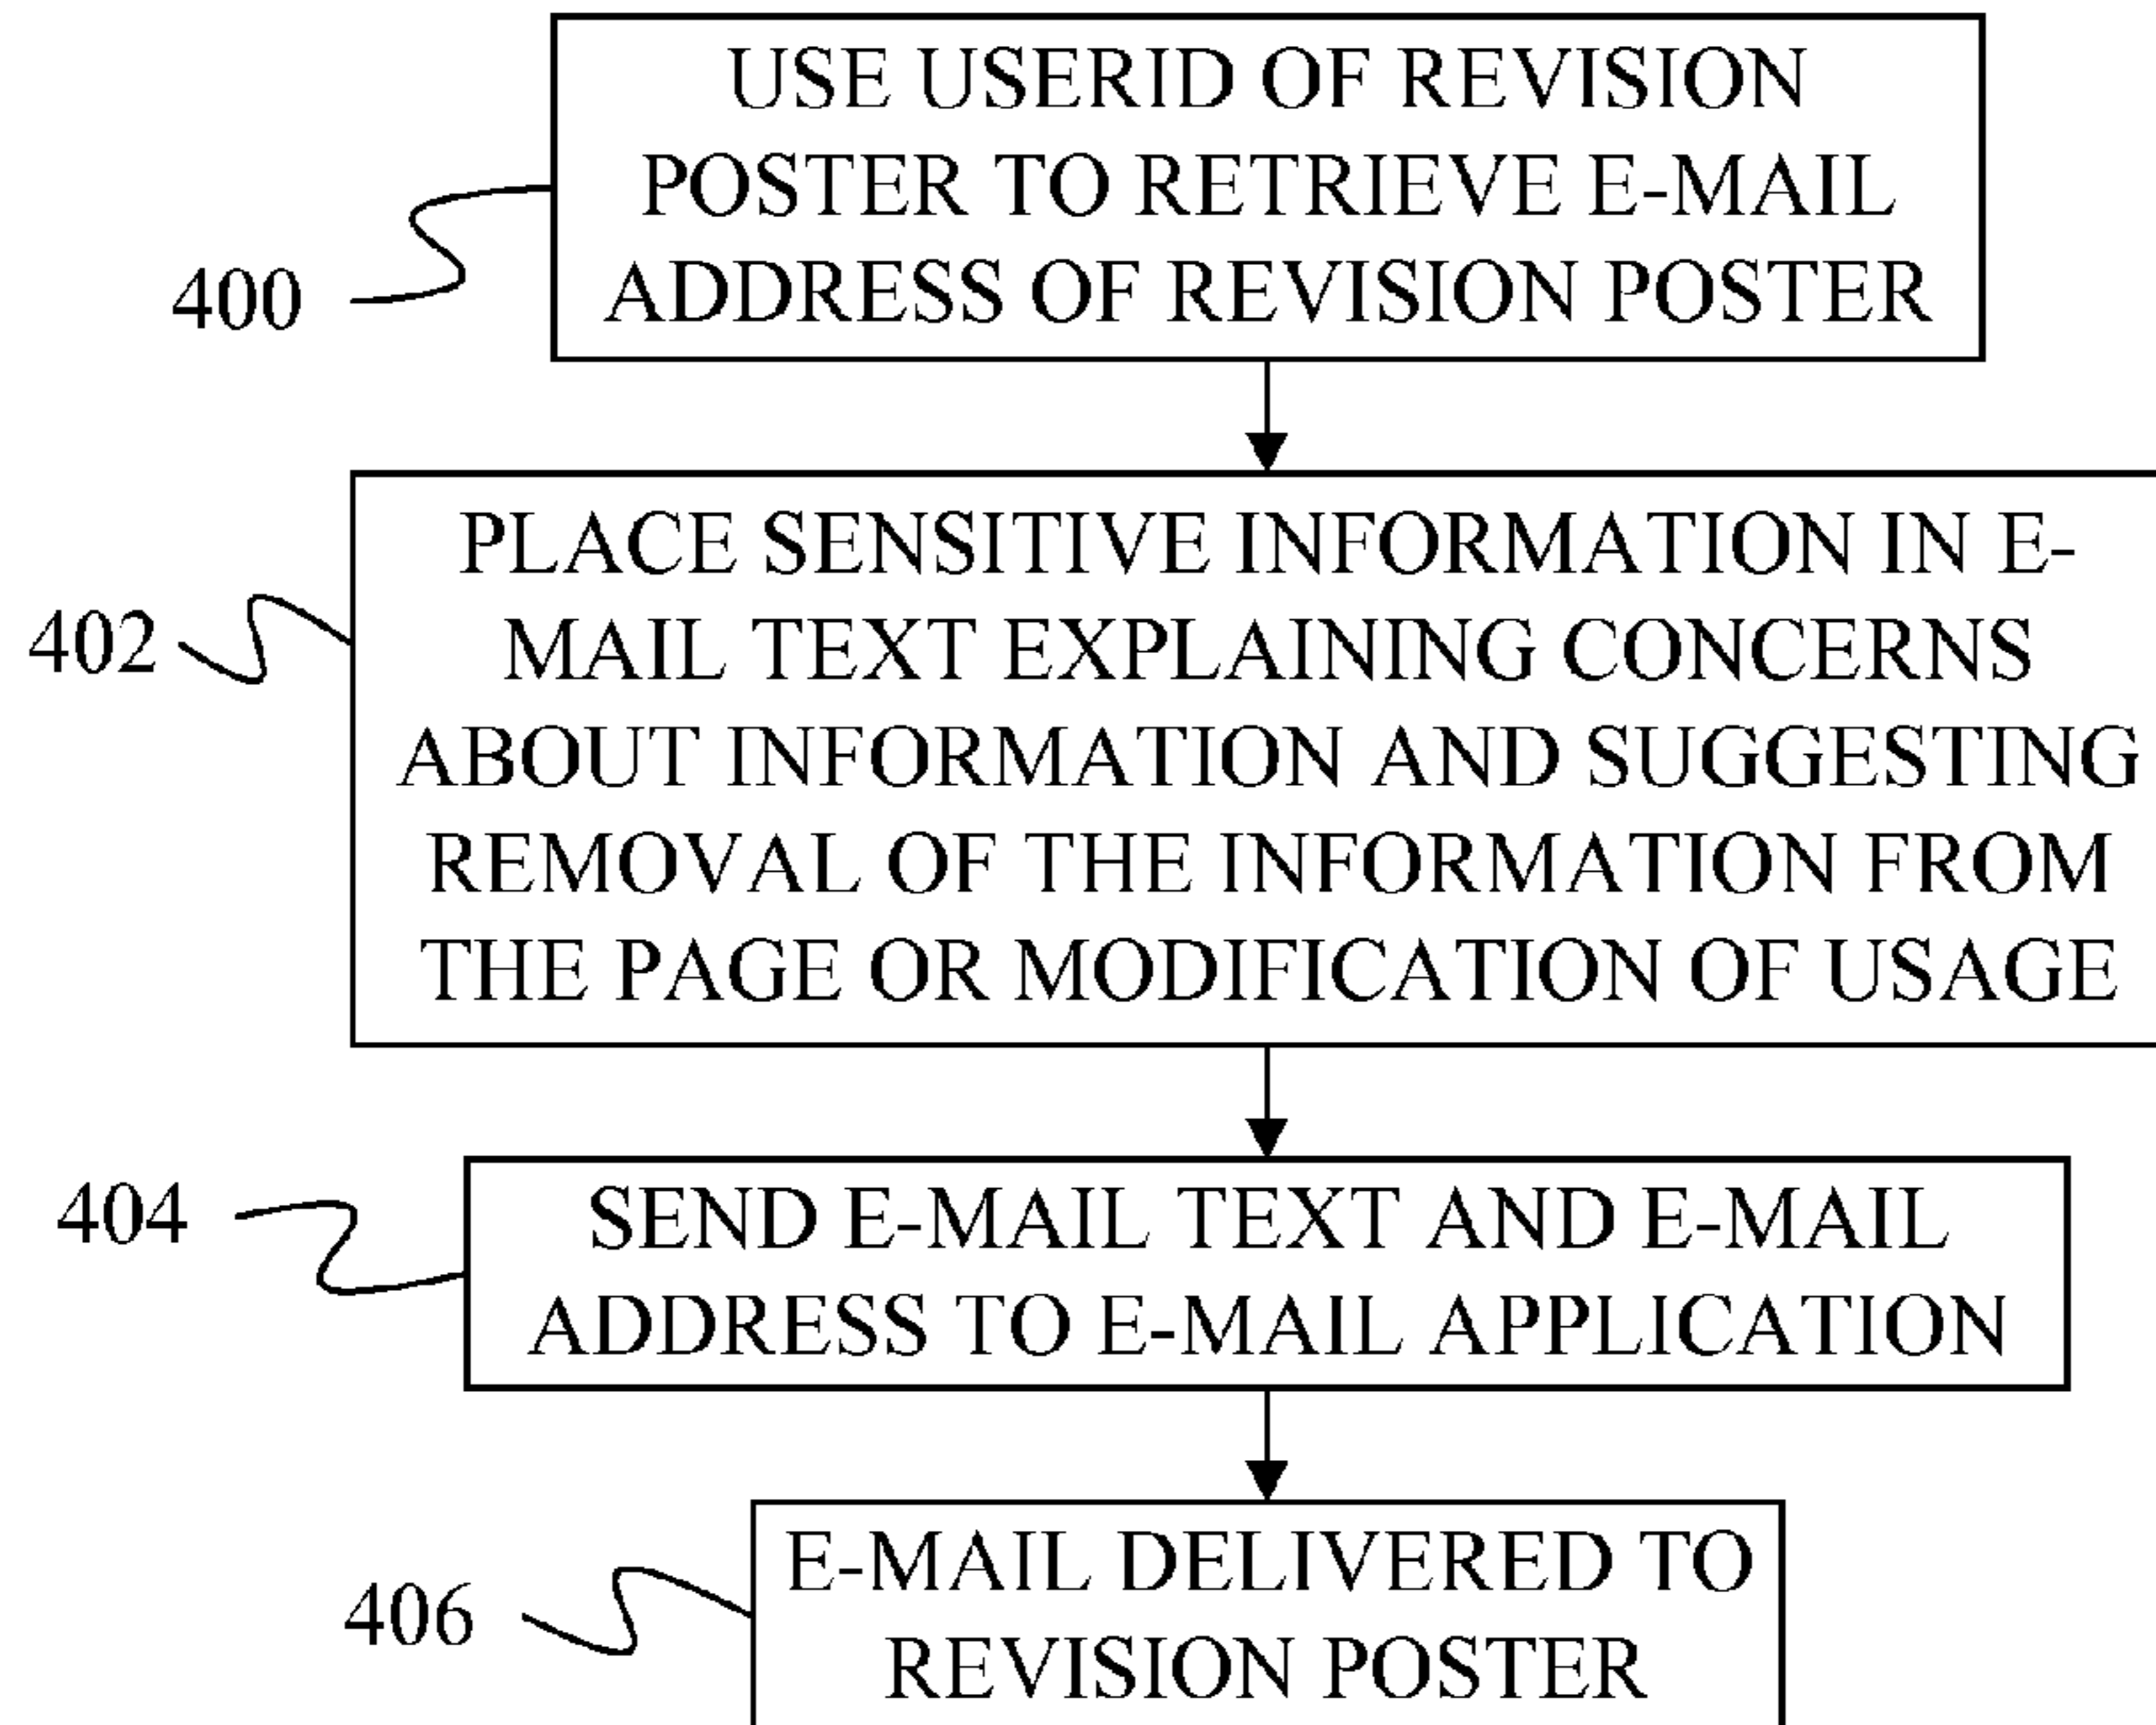 USE USERID OF REVISION
POSTER TO RETRIEVE E-MAIL
ADDRESS OF REVISION POSTER
400
PLACE SENSITIVE INFORMATION IN E-
MAIL TEXT EXPLAINING CONCERNS
ABOUT INFORMATION AND SUGGESTING
REMOVAL OF THE INFORMATION FROM
THE PAGE OR MODIFICATION OF USAGE
402
SEND E-MAIL TEXT AND E-MAIL
ADDRESS TO E-MAIL APPLICATION
404
E-MAIL DELIVERED TO
REVISION POSTER
406